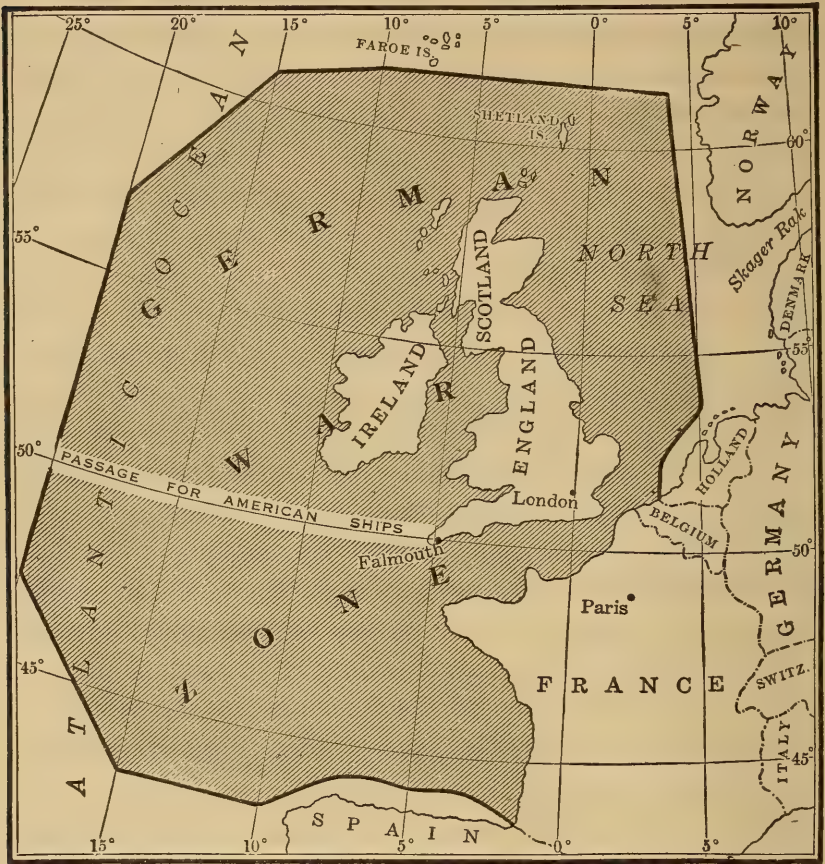 25° 20° 15° 10° 5° 0° 5° 10°
FAROE IS.
SHETLAND
IS.
60°
NORWAY
GERMAN
WAR
ZONE
ATLANTIC OCEAN
NORTH
SEA
Skager Rak
DENMARK
55°
55°
SCOTLAND
IRELAND
ENGLAND
HOLLAND
50°
PASSAGE FOR AMERICAN SHIPS
London
BELGIUM
Falmouth
50°
GERMANY
Paris
45°
FRANCE
SWITZ.
ITALY
45°
SPAIN
15° 10° 5° 0° 5°